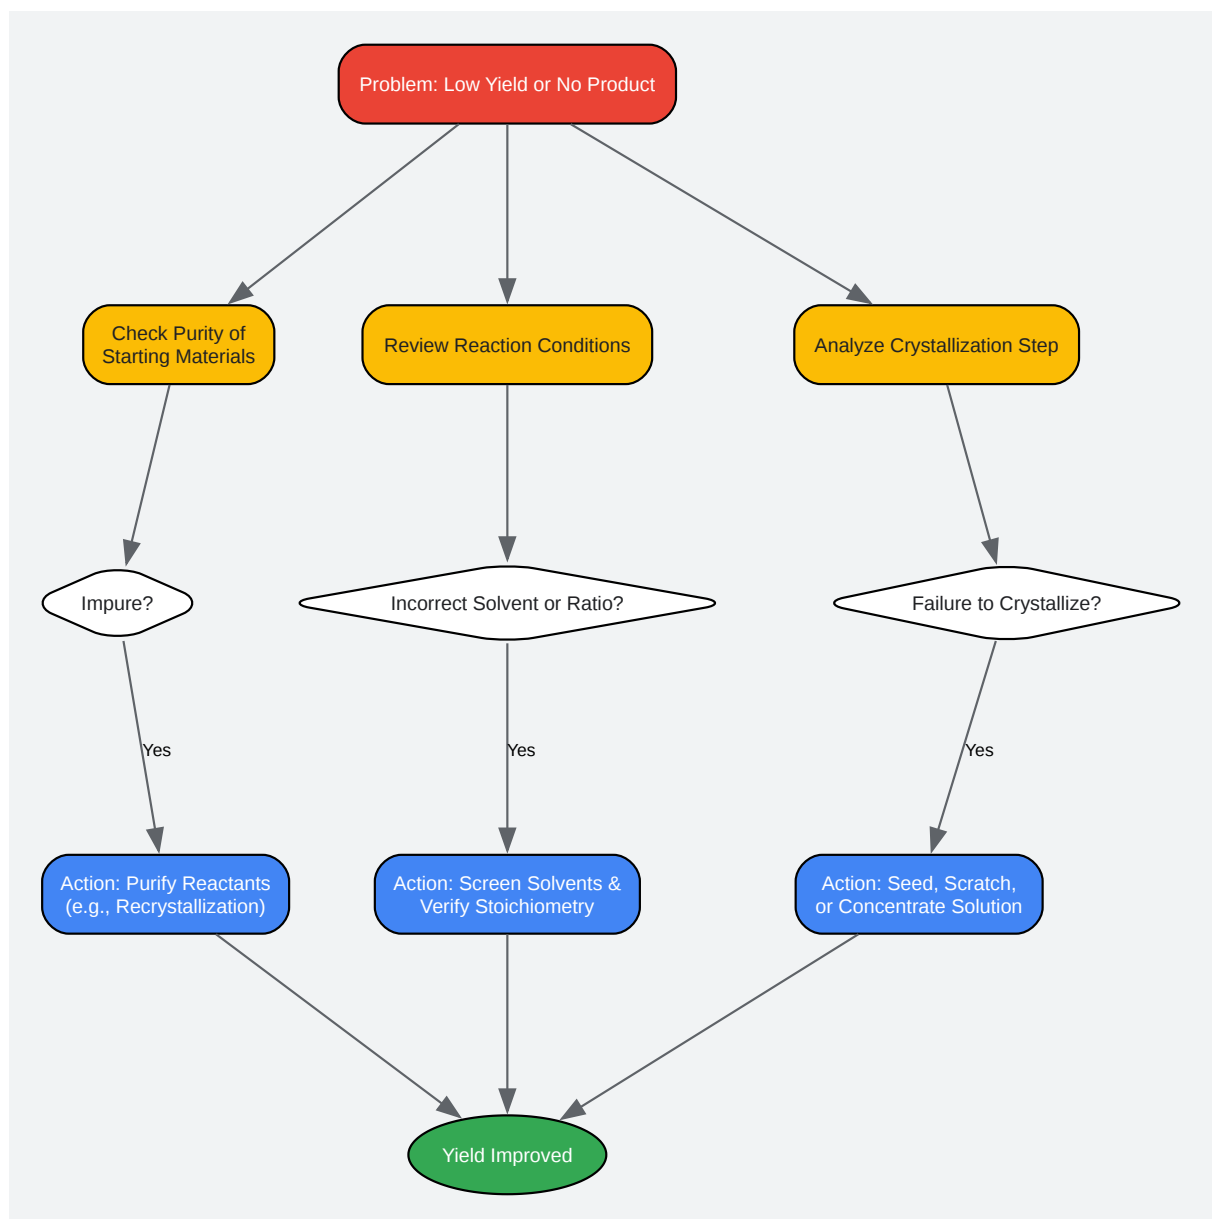 Problem: Low Yield or No Product
Check Purity of
Starting Materials
Review Reaction Conditions
Analyze Crystallization Step
Impure?
Incorrect Solvent or Ratio?
Failure to Crystallize?
Yes
Yes
Yes
Action: Purify Reactants
(e.g., Recrystallization)
Action: Screen Solvents &
Verify Stoichiometry
Action: Seed, Scratch,
or Concentrate Solution
Yield Improved